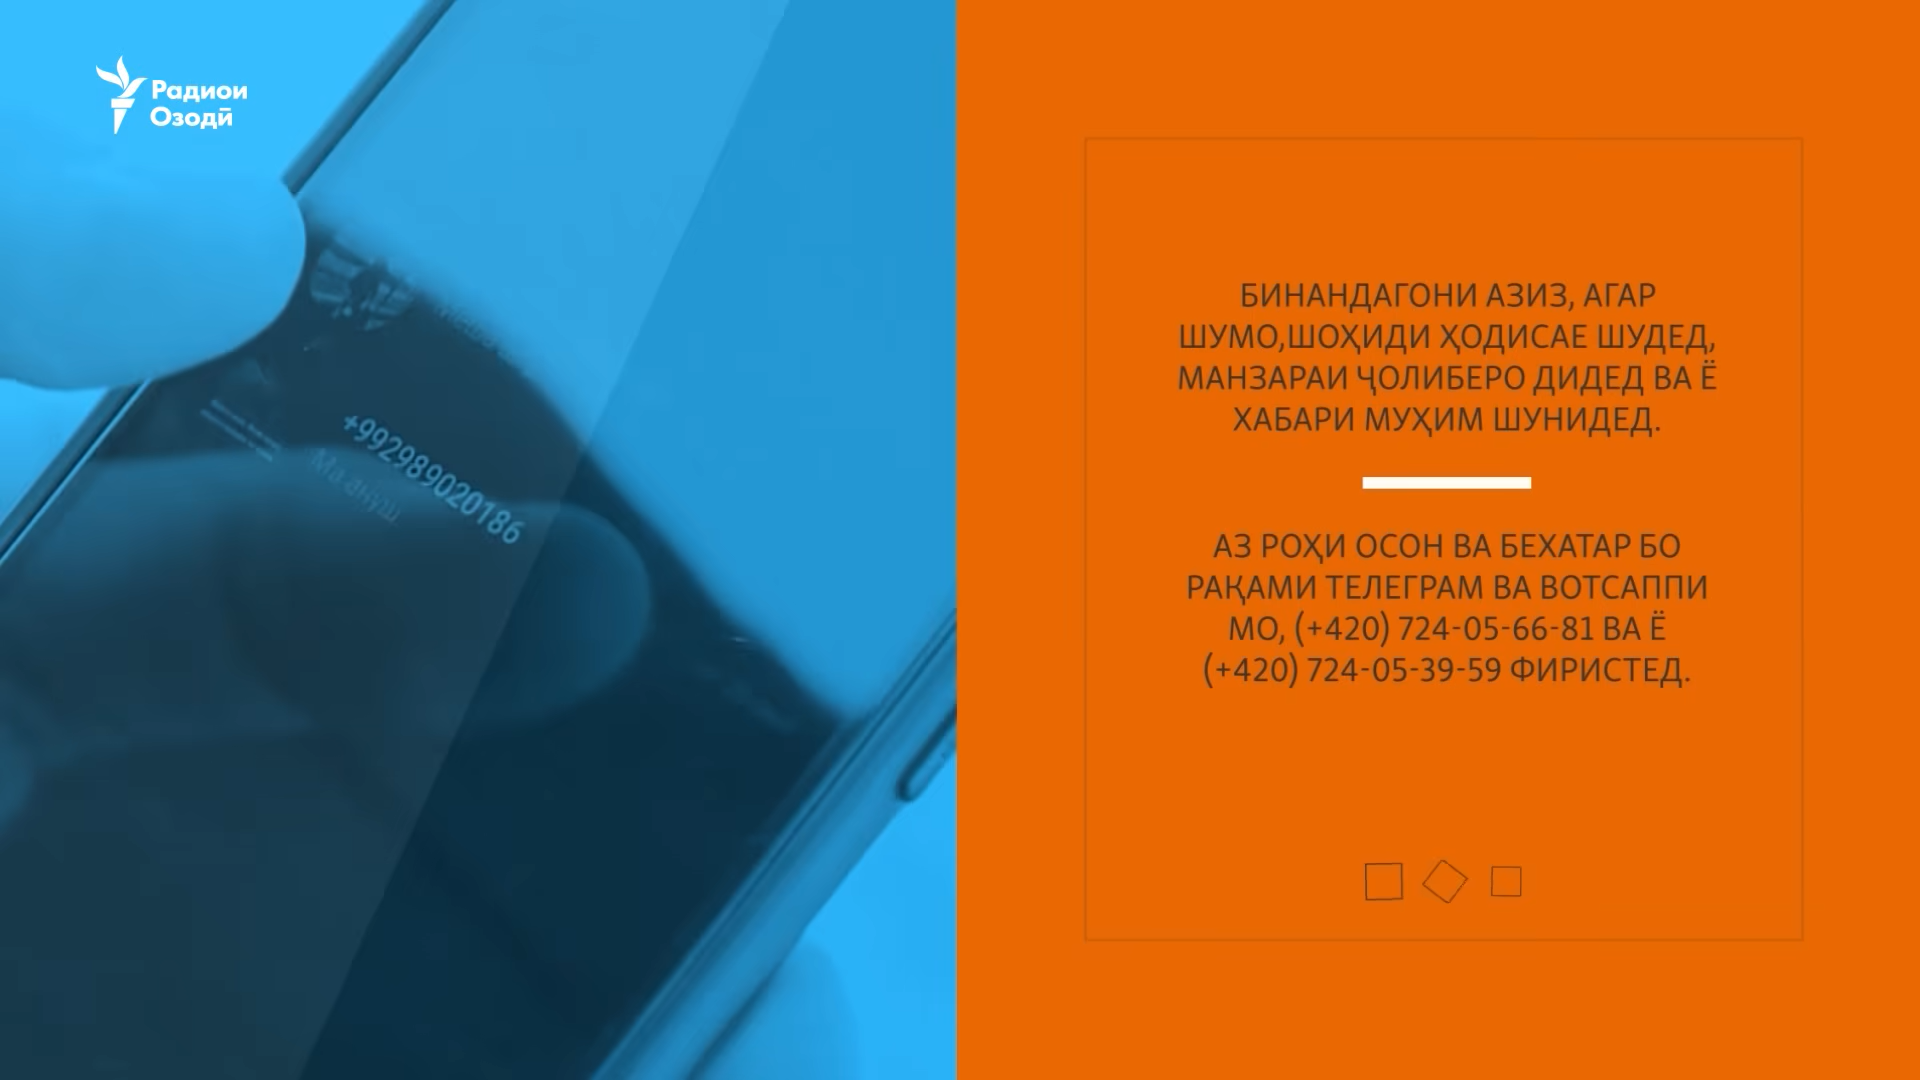 Радиои
Озодӣ
+992989020186
БИНАНДАГОНИ АЗИЗ, АГАР
ШУМО,ШОҲИДИ ҲОДИСАЕ ШУДЕД,
МАНЗАРАИ ҶОЛИБЕРО ДИДЕД ВА Ё
ХАБАРИ МУҲИМ ШУНИДЕД.
АЗ РОҲИ ОСОН ВА БЕХАТАР БО
РАҚАМИ ТЕЛЕГРАМ ВА ВОТСАППИ
МО, (+420) 724-05-66-81 ВА Ё
(+420) 724-05-39-59 ФИРИСТЕД.